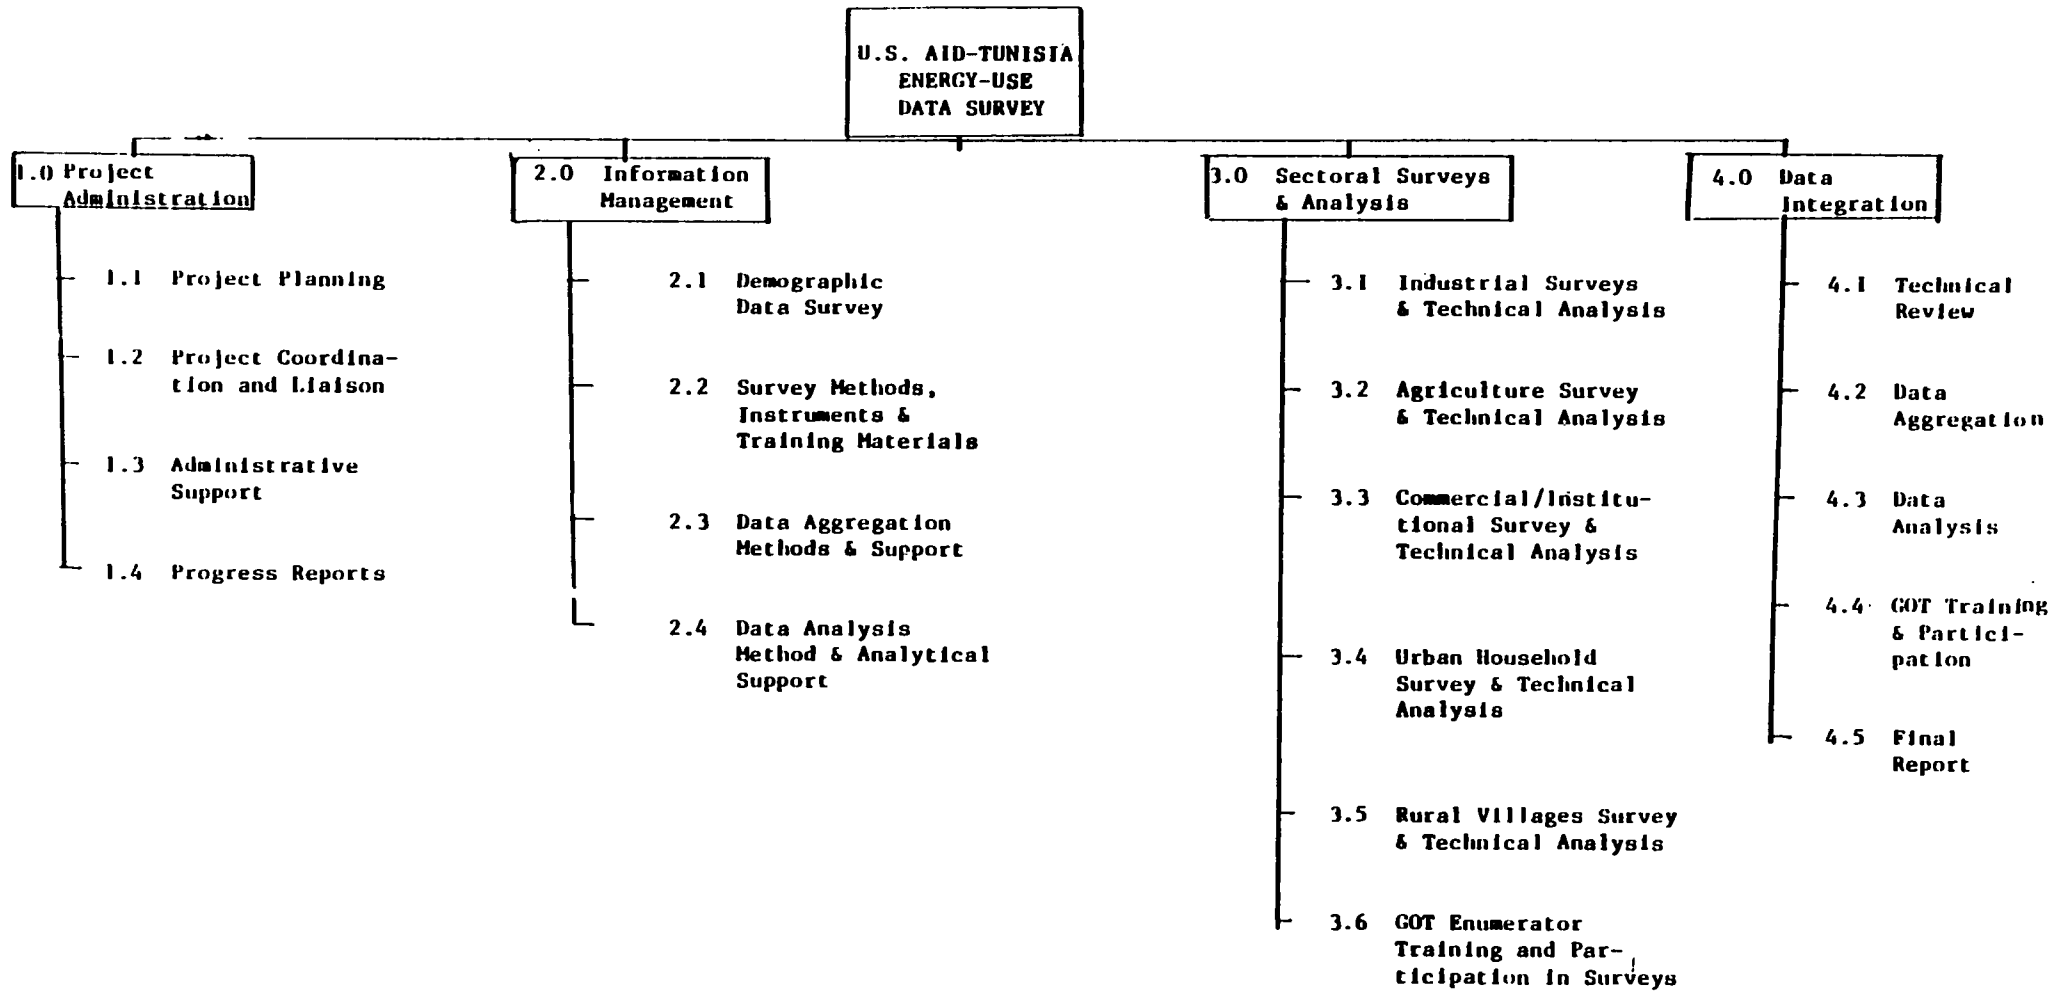 U.S. AID-TUNISIA
ENERGY-USE
DATA SURVEY
1.0 Project
Administration
1.1 Project Planning
1.2 Project Coordina-
tion and Liaison
1.3 Administrative
Support
1.4 Progress Reports
2.0 Information
Management
2.1 Demographic
Data Survey
2.2 Survey Methods,
Instruments &
Training Materials
2.3 Data Aggregation
Methods & Support
2.4 Data Analysis
Method & Analytical
Support
3.0 Sectoral Surveys
& Analysis
3.1 Industrial Surveys
& Technical Analysis
3.2 Agriculture Survey
& Technical Analysis
3.3 Commercial/Institu-
tional Survey &
Technical Analysis
3.4 Urban Household
Survey & Technical
Analysis
3.5 Rural Villages Survey
& Technical Analysis
3.6 GOT Enumerator
Training and Par-
ticipation in Surveys
4.0 Data
Integration
4.1 Technical
Review
4.2 Data
Aggregation
4.3 Data
Analysis
4.4 GOT Training
& Partici-
pation
4.5 Final
Report